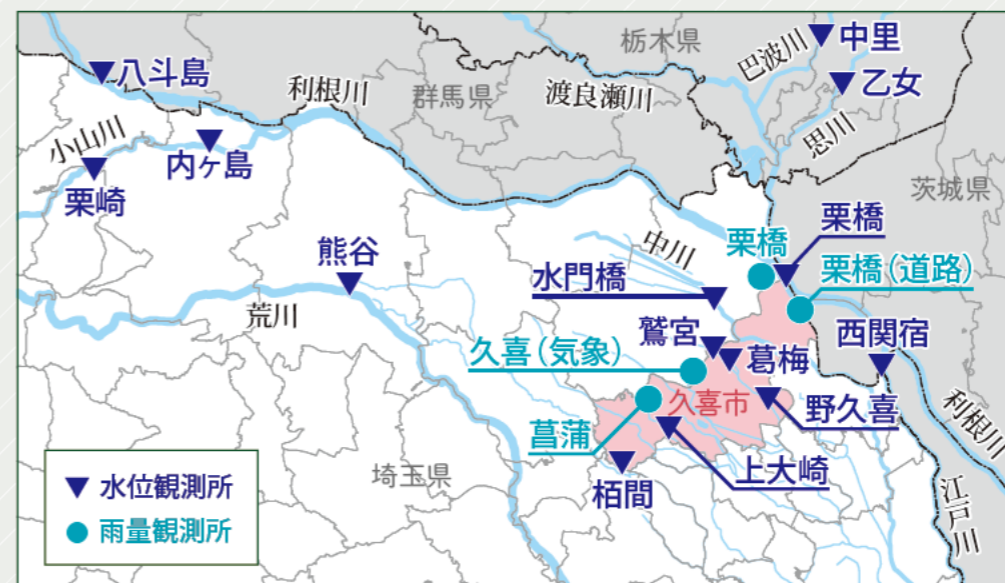 栃木県
巴波川
中里
八斗島
利根川
群馬県
渡良瀬川
乙女
小山川
思川
内ヶ島
栗崎
茨城県
栗橋
栗橋
中川
熊谷
水門橋
栗橋(道路)
荒川
鷲宮
西関宿
久喜(気象)
葛梅
久喜市
野久喜
利根川
菖蒲
上大崎
埼玉県
栢間
江戸川
水位観測所
雨量観測所